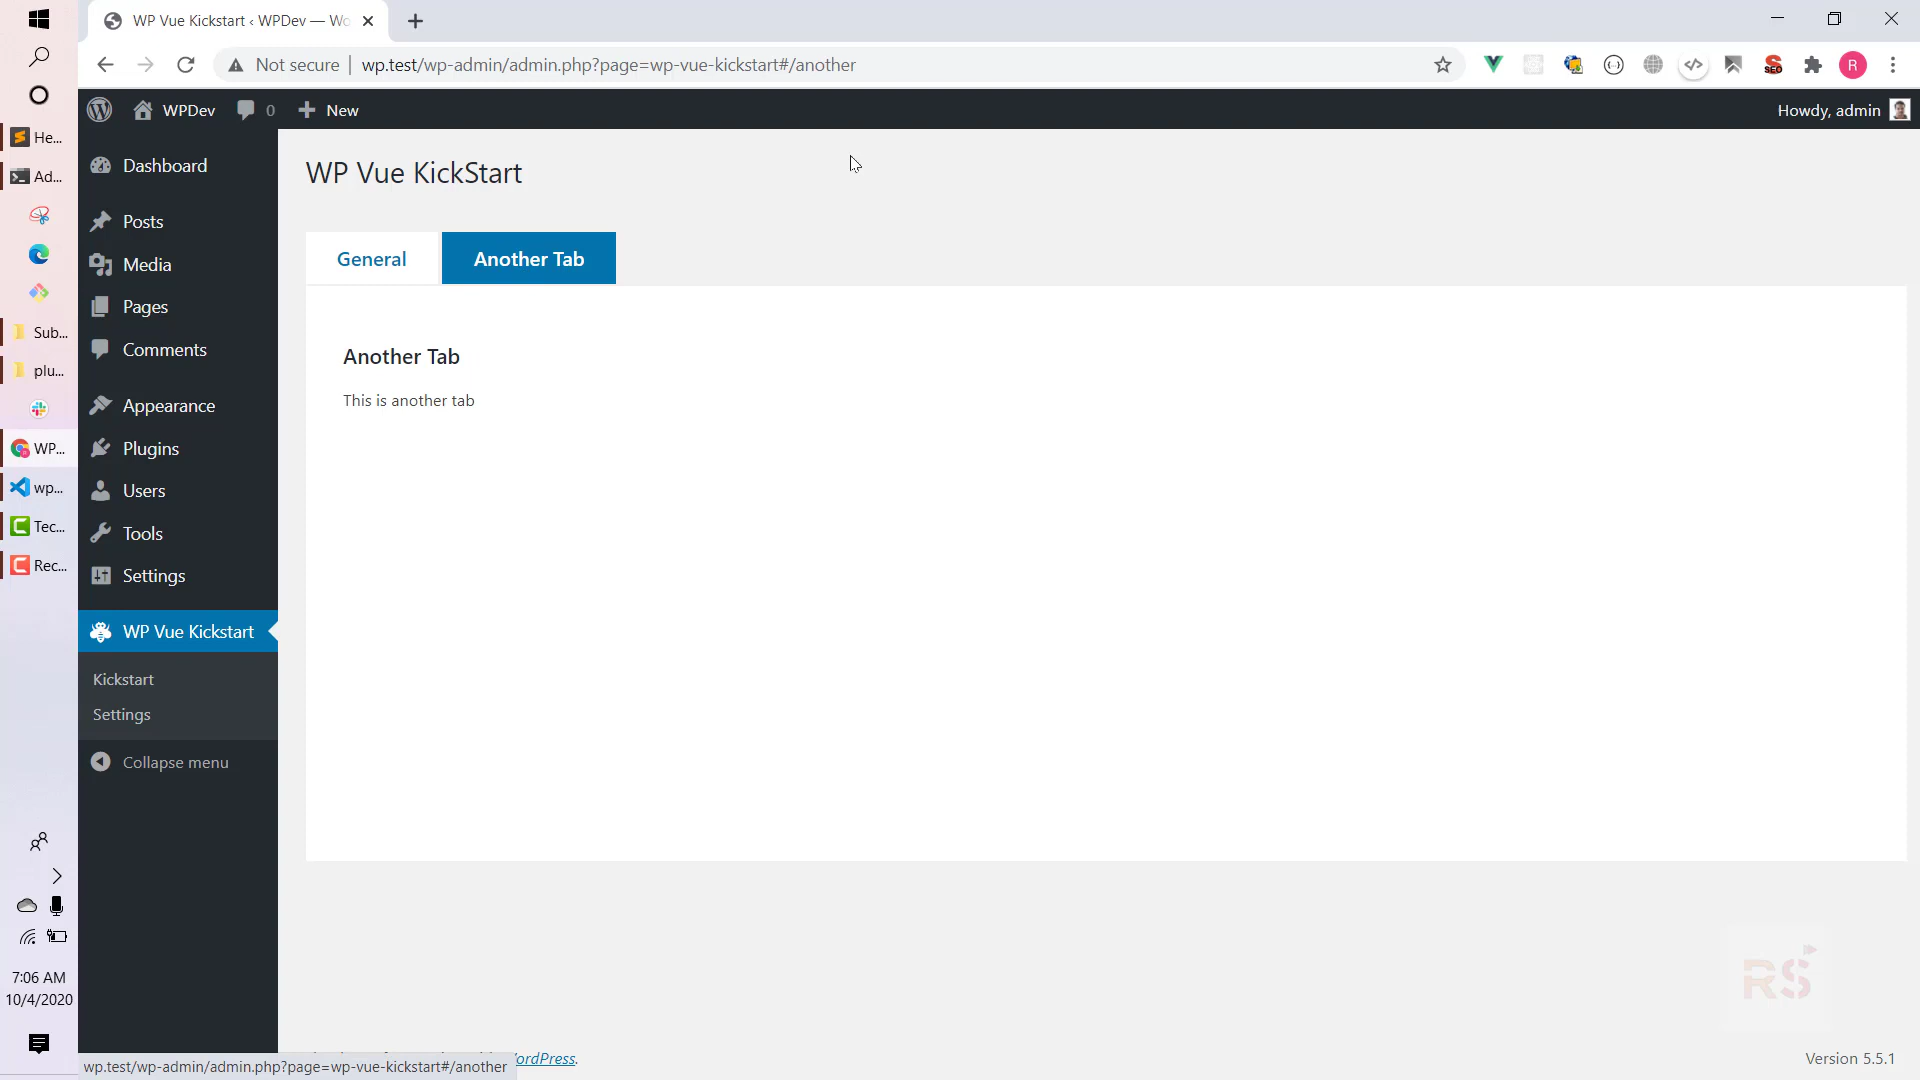 WP Vue Kickstart ‹ WPDev — Wo
Not secure | wp.test/wp-admin/admin.php?page=wp-vue-kickstart#/another
R
WPDev 0 New
Howdy, admin
He...
Ad...
Sub...
plu...
WP...
wp...
Tec...
Rec...
7:06 AM
10/4/2020
Dashboard
Posts
Media
Pages
Comments
Appearance
Plugins
Users
Tools
Settings
WP Vue Kickstart
Kickstart
Settings
Collapse menu
WP Vue KickStart
General
Another Tab
Another Tab
This is another tab
RS
SEO
ordPress.
Version 5.5.1
wp.test/wp-admin/admin.php?page=wp-vue-kickstart#/another